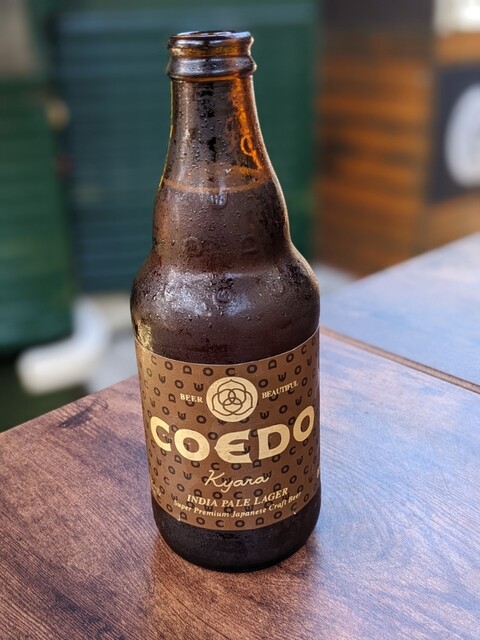 BEER BEAUTIFUL
COEDO
Kyara
INDIA PALE LAGER
Super Premium Japanese Craft Beer